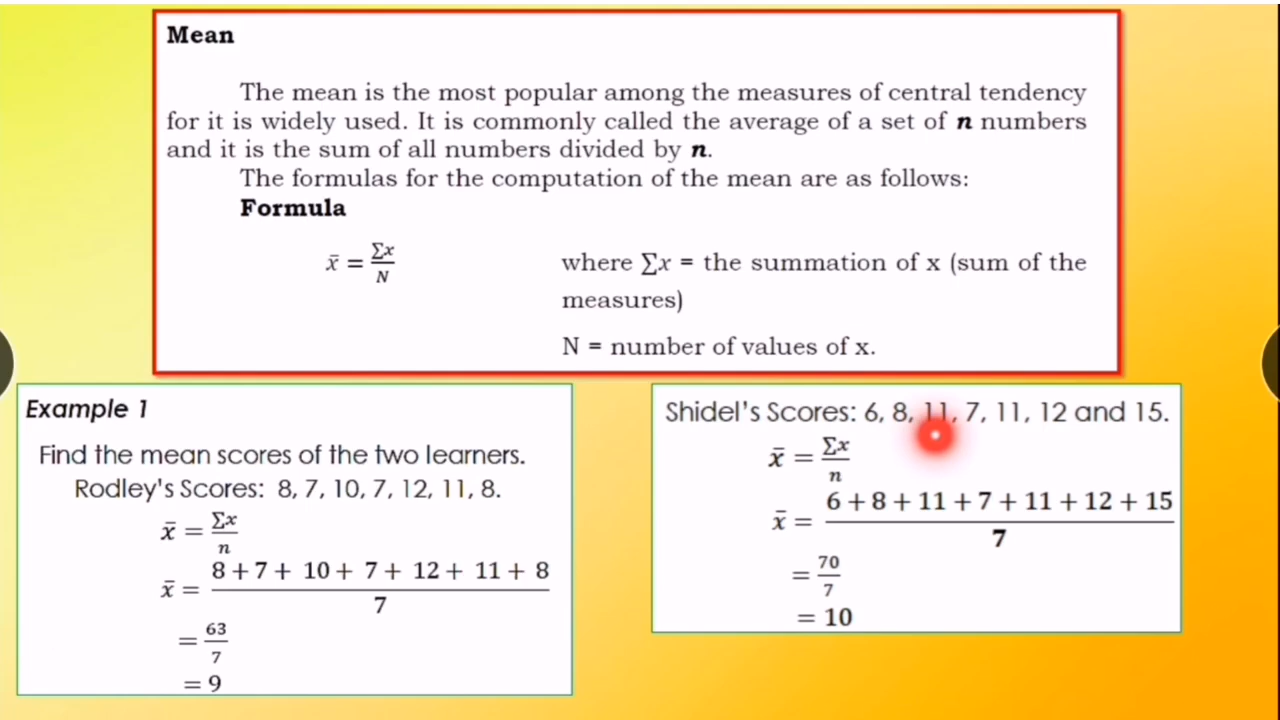 Mean
The mean is the most popular among the measures of central tendency
for it is widely used. It is commonly called the average of a set of n numbers
and it is the sum of all numbers divided by n.
The formulas for the computation of the mean are as follows:
Formula
x̄ = Σx/N
where Σx = the summation of x (sum of the
measures)
N = number of values of x.
Example 1
Find the mean scores of the two learners.
Rodley's Scores: 8, 7, 10, 7, 12, 11, 8.
x̄ = Σx/n
x̄ = 8 + 7 + 10 + 7 + 12 + 11 + 8 / 7
= 63/7
= 9
Shidel's Scores: 6, 8, 11, 7, 11, 12 and 15.
x̄ = Σx/n
x̄ = 6 + 8 + 11 + 7 + 11 + 12 + 15 / 7
= 70/7
= 10